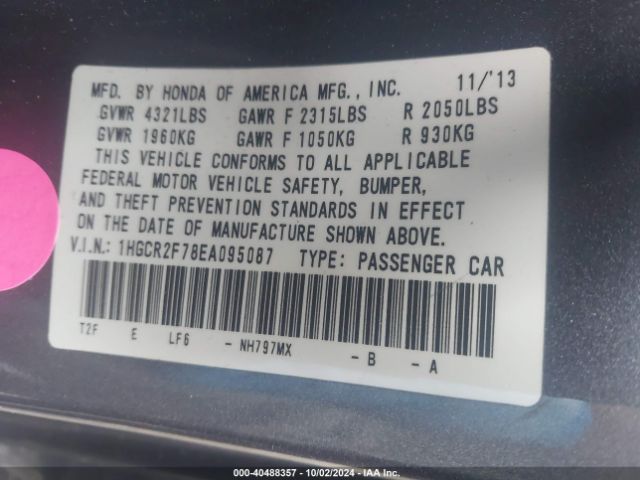 MFD. BY HONDA OF AMERICA MFG., INC. 11/'13
GVWR 4321LBS GAWR F 2315LBS R 2050LBS
GVWR 1960KG GAWR F 1050KG R 930KG
THIS VEHICLE CONFORMS TO ALL APPLICABLE
FEDERAL MOTOR VEHICLE SAFETY, BUMPER,
AND THEFT PREVENTION STANDARDS IN EFFECT
ON THE DATE OF MANUFACTURE SHOWN ABOVE.
V.I.N.: 1HGCR2F78EA095087 TYPE: PASSENGER CAR
T2F E LF6 - NH797MX - B - A
000-40488357 - 10/02/2024 - IAA Inc.